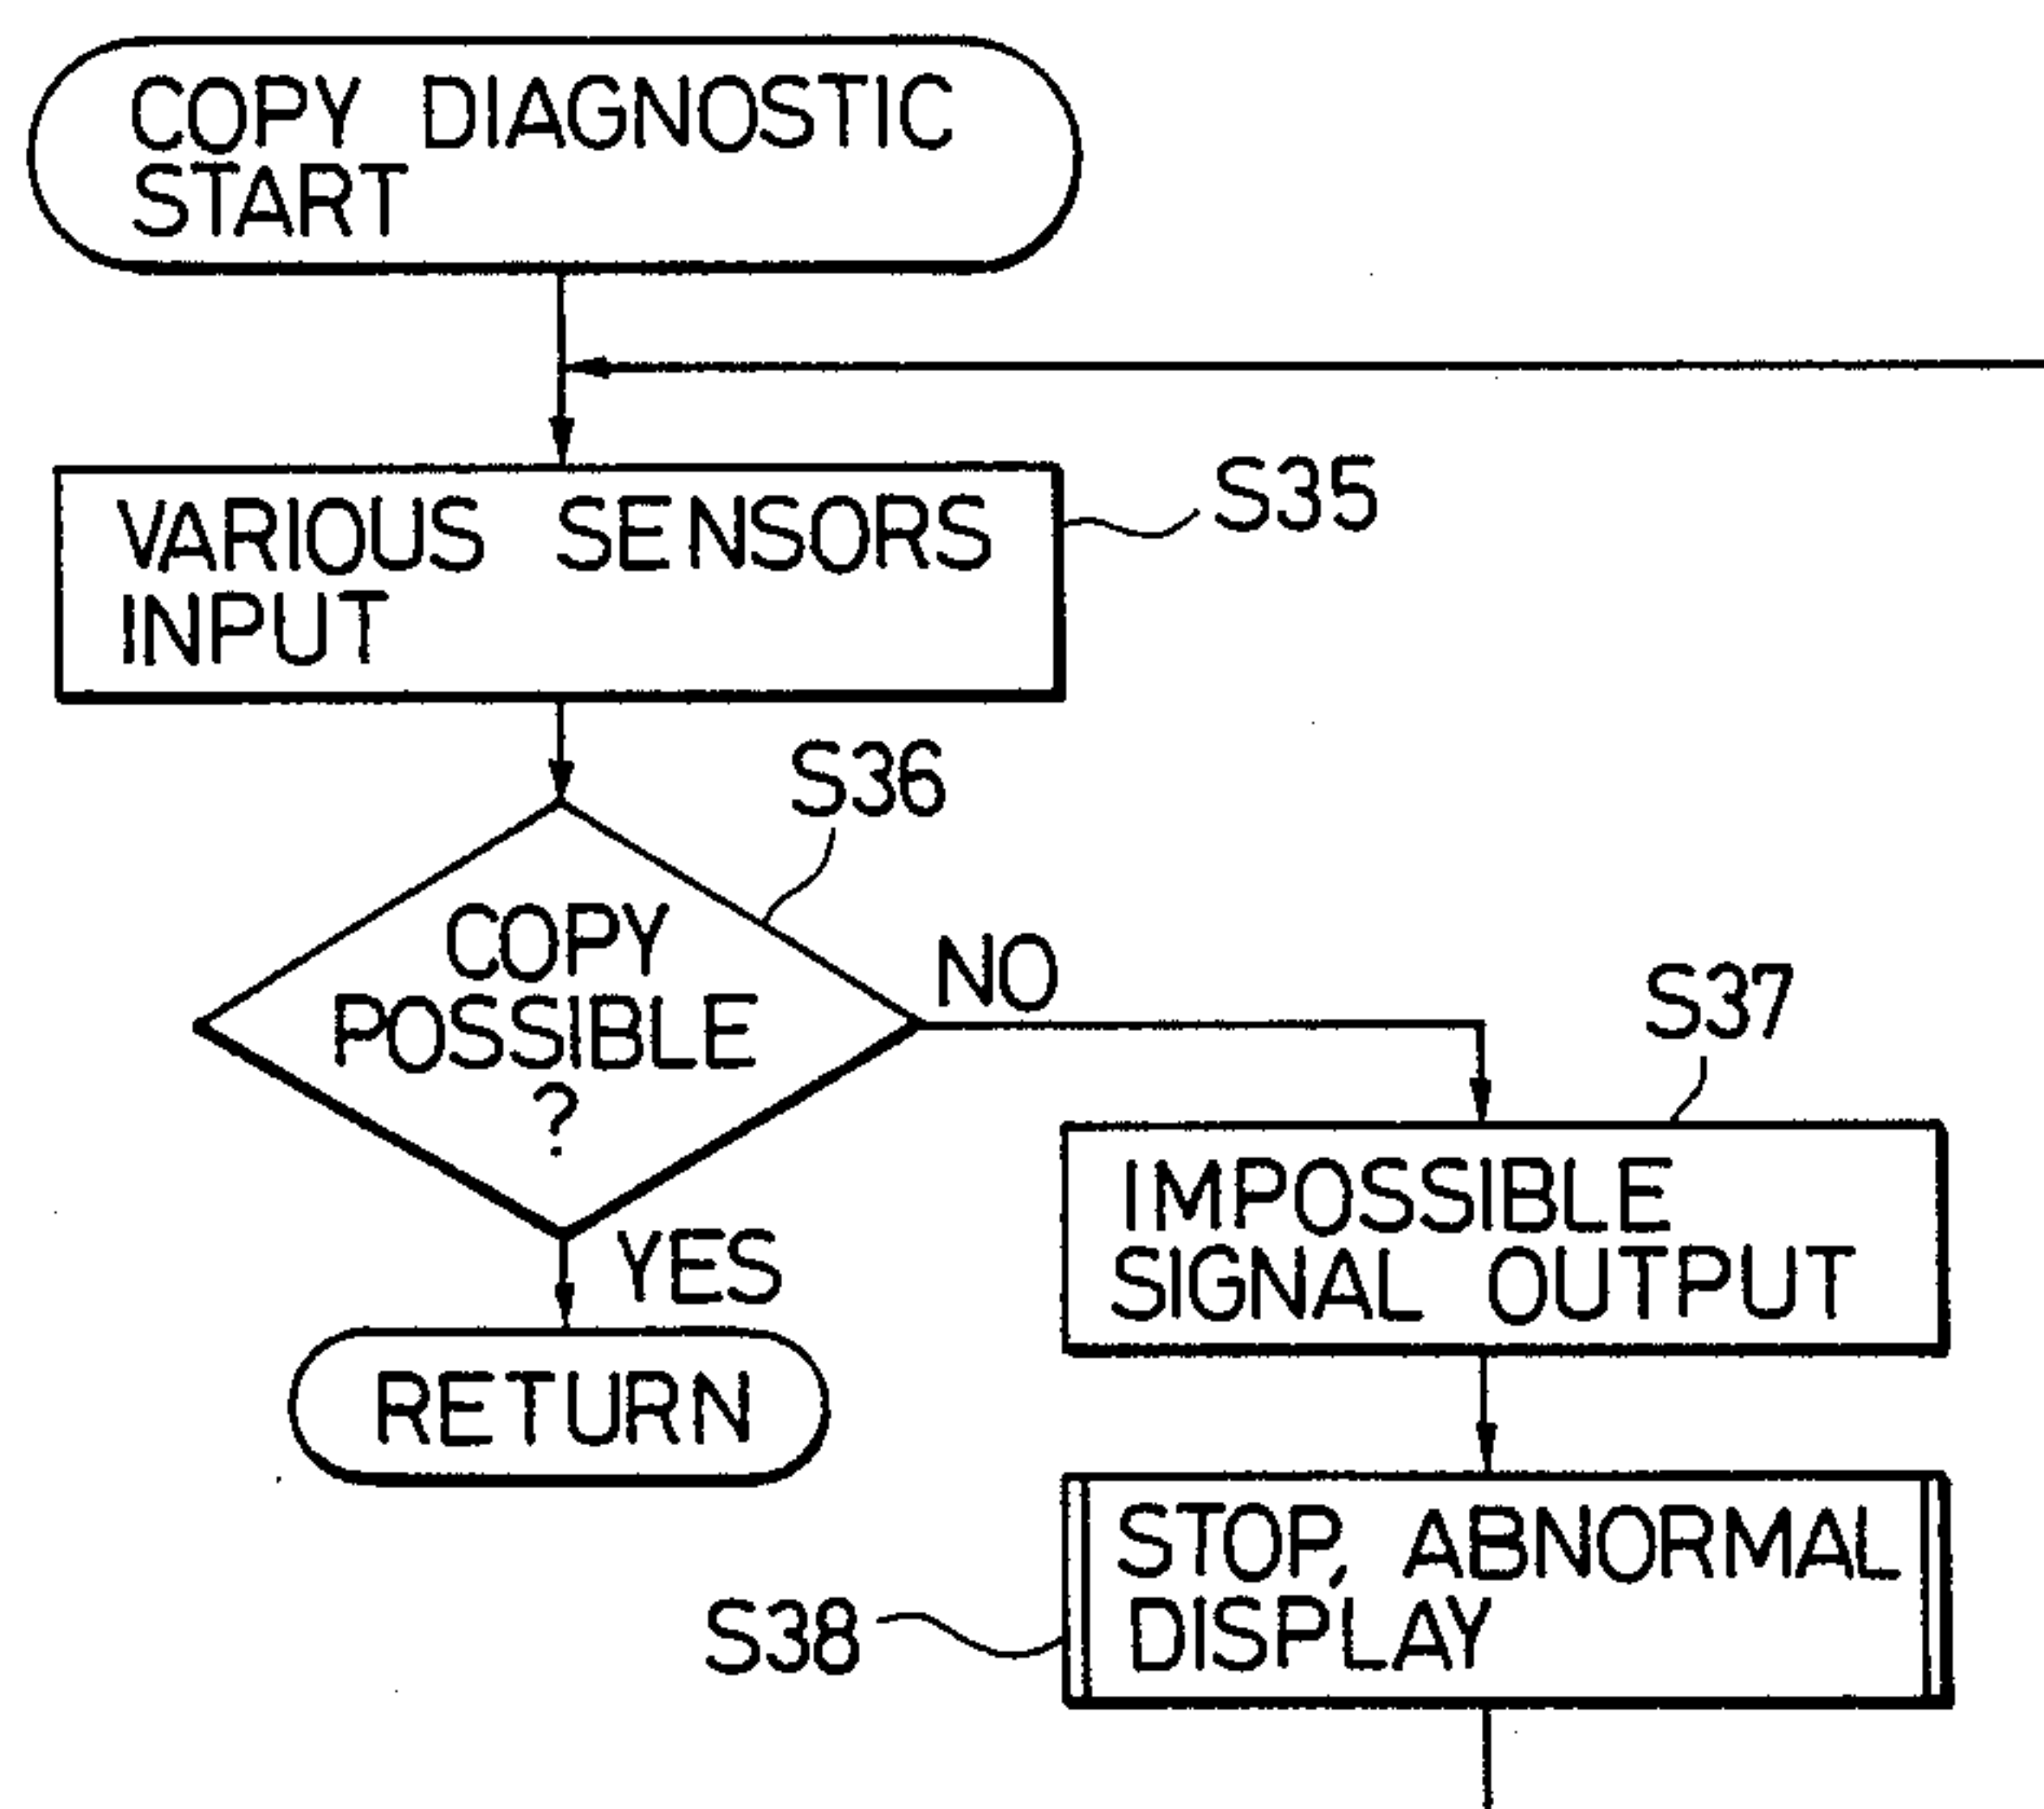 COPY DIAGNOSTIC
START
VARIOUS SENSORS
INPUT
S35
S36
COPY
POSSIBLE
?
NO
YES
RETURN
S37
IMPOSSIBLE
SIGNAL OUTPUT
STOP, ABNORMAL
DISPLAY
S38